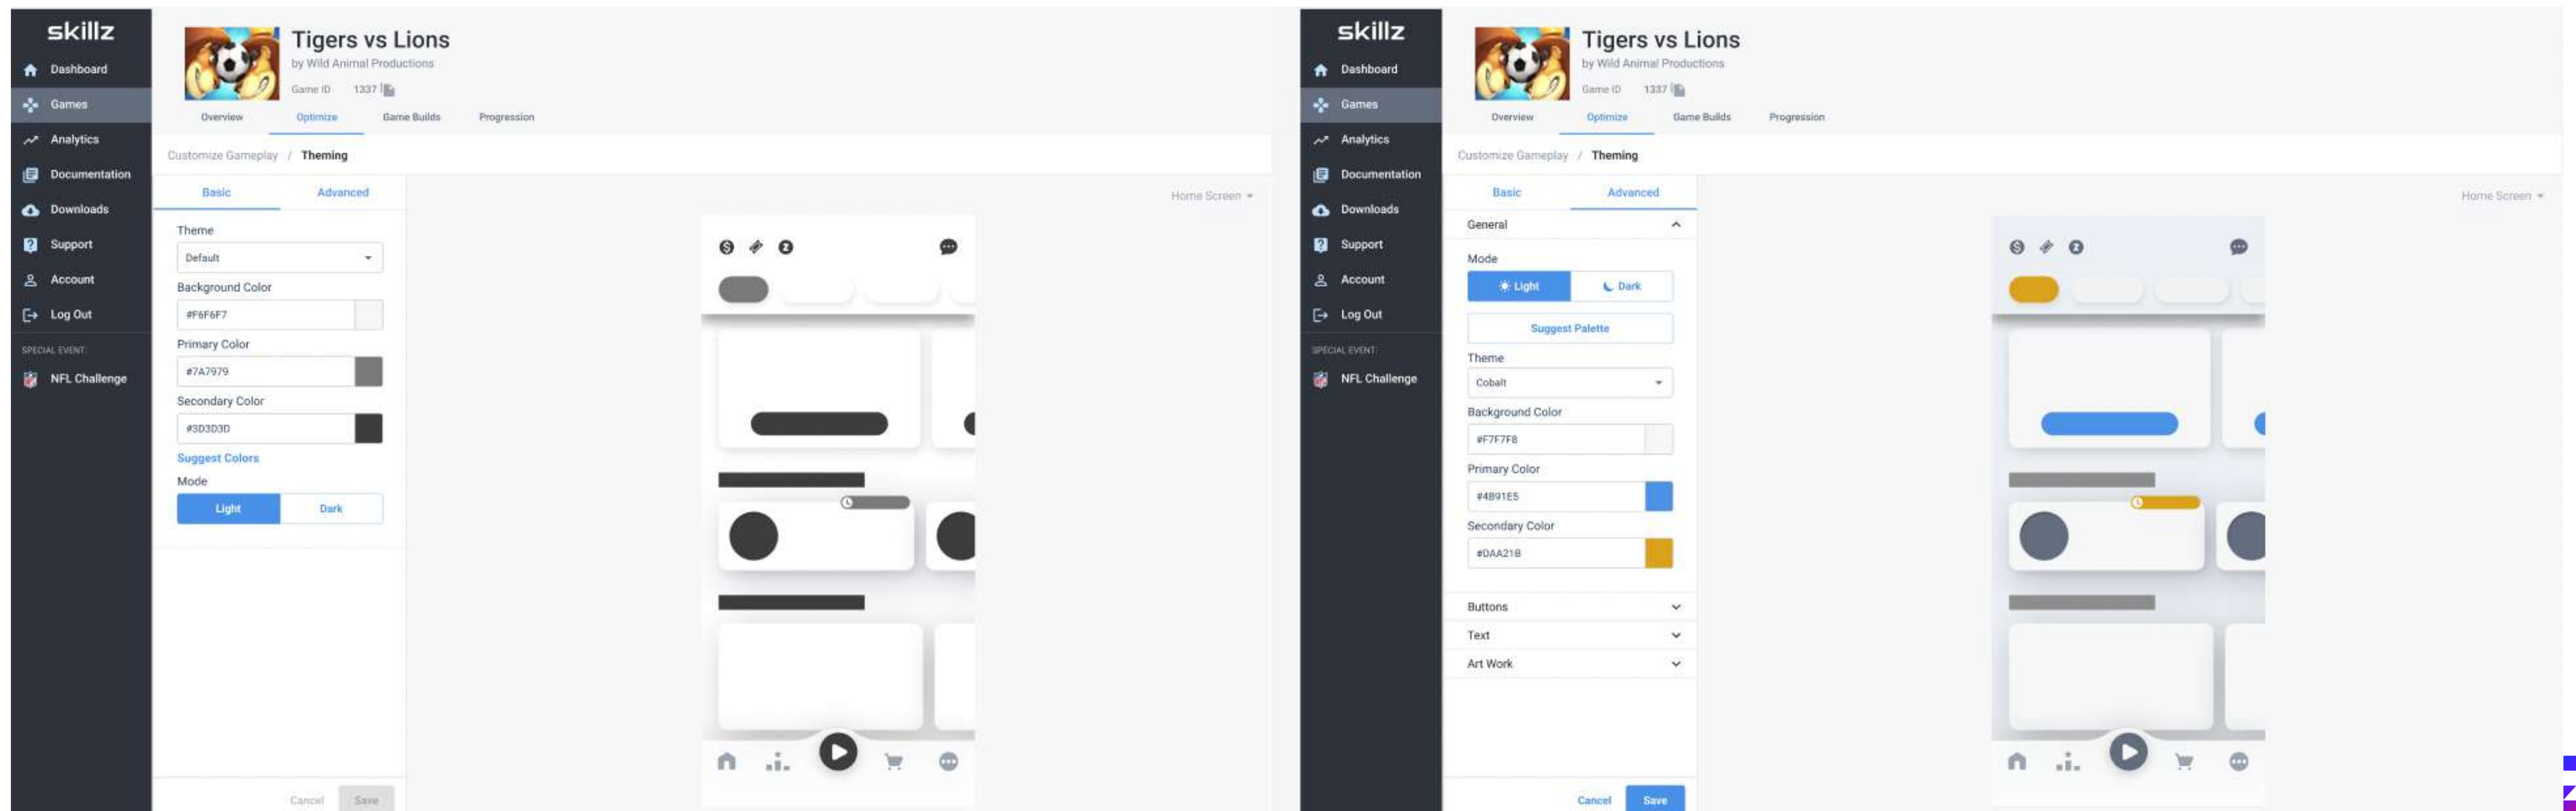 skillz
Dashboard
Games
Analytics
Documentation
Downloads
Support
Account
Log Out
SPECIAL EVENT:
NFL Challenge
Tigers vs Lions
by Wild Animal Productions
Game ID 1337
Overview Optimize Game Builds Progression
Customize Gameplay / Theming
Basic Advanced
Theme
Default
Background Color
#F6F6F7
Primary Color
#7A7979
Secondary Color
#3D3D3D
Suggest Colors
Mode
Light Dark
Cancel Save
Home Screen
skillz
Dashboard
Games
Analytics
Documentation
Downloads
Support
Account
Log Out
SPECIAL EVENT:
NFL Challenge
Tigers vs Lions
by Wild Animal Productions
Game ID 1337
Overview Optimize Game Builds Progression
Customize Gameplay / Theming
Basic Advanced
General
Mode
Light Dark
Suggest Palette
Theme
Cobalt
Background Color
#F7F7F8
Primary Color
#4B91E5
Secondary Color
#DAA21B
Buttons
Text
Art Work
Cancel Save
Home Screen